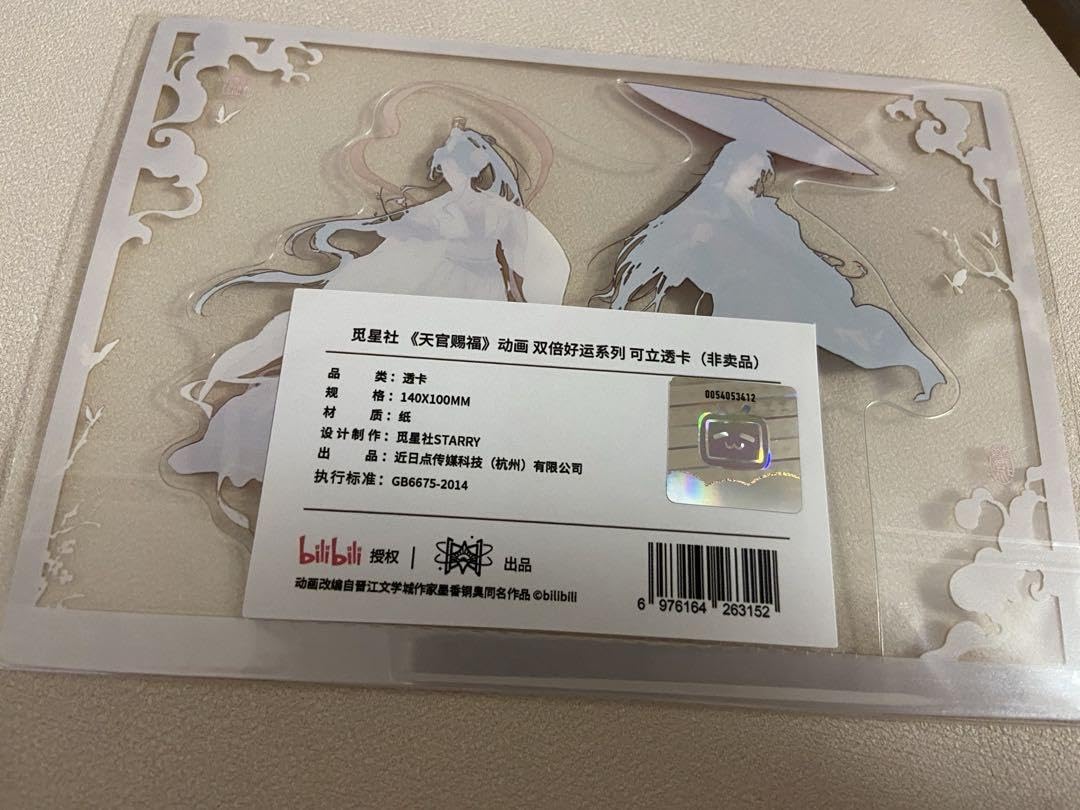 觅星社 《天官赐福》动画 双倍好运系列 可立透卡（非卖品）
品 类：透卡
规 格：140X100MM
材 质：纸
设计制作：觅星社STARRY
出 品：近日点传媒科技（杭州）有限公司
执行标准：GB6675-2014
0054053412
bilibili 授权 | 出品
动画改编自晋江文学城作家墨香铜臭同名作品 ©bilibili
6 976164 263152